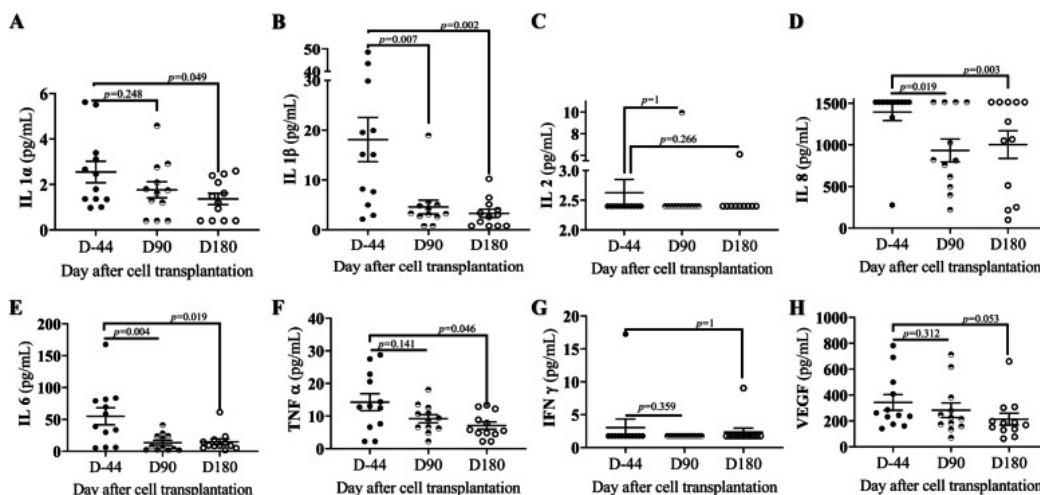 A
p=0.049
p=0.248
IL 1α (pg/mL)
6
4
2
0
D-44 D90 D180
Day after cell transplantation
B
p=0.002
p=0.007
IL 1β (pg/mL)
50
40
30
20
10
0
D-44 D90 D180
Day after cell transplantation
C
p=1
p=0.266
IL 2 (pg/mL)
10
8
6
3.0
2.5
2.0
D-44 D90 D180
Day after cell transplantation
D
p=0.003
p=0.019
IL 8 (pg/mL)
1500
1000
500
0
D-44 D90 D180
Day after cell transplantation
E
p=0.019
p=0.004
IL 6 (pg/mL)
200
150
100
50
0
D-44 D90 D180
Day after cell transplantation
F
p=0.046
p=0.141
TNF α (pg/mL)
40
30
20
10
0
D-44 D90 D180
Day after cell transplantation
G
p=1
p=0.359
IFN γ (pg/mL)
20
15
10
5
0
D-44 D90 D180
Day after cell transplantation
H
p=0.053
p=0.312
VEGF (pg/mL)
1000
800
600
400
200
0
D-44 D90 D180
Day after cell transplantation